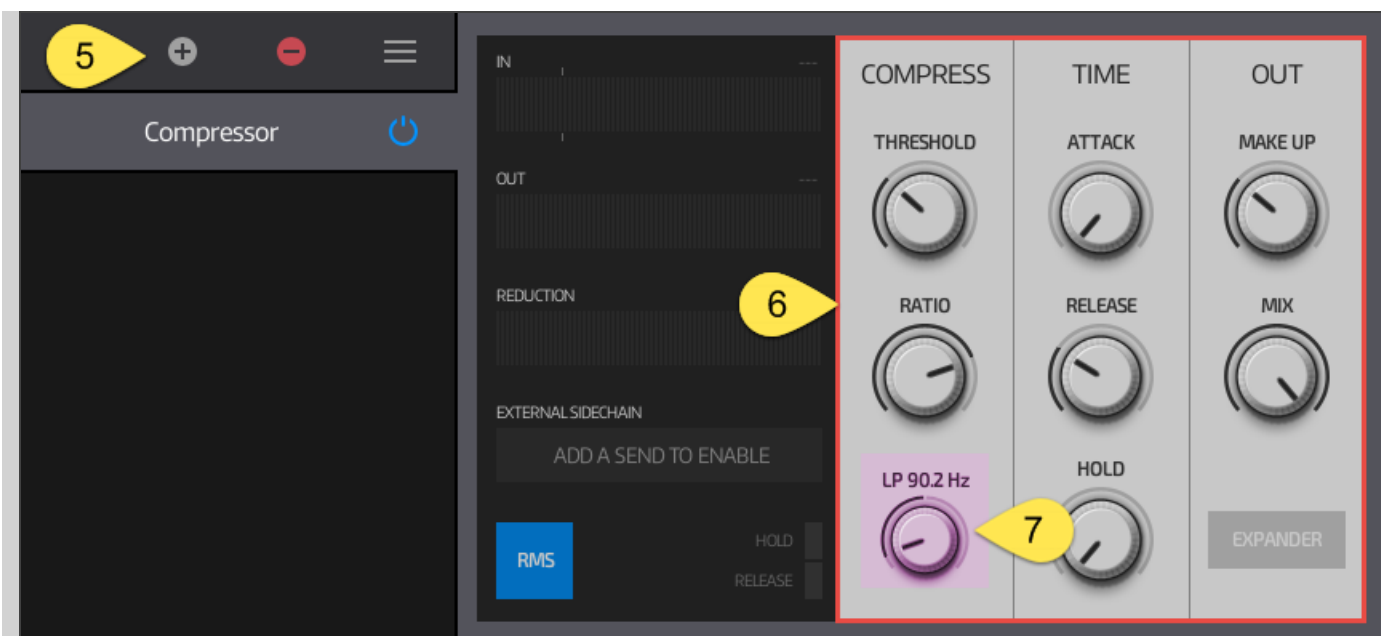 5
Compressor
IN
---
OUT
---
REDUCTION
EXTERNAL SIDECHAIN
ADD A SEND TO ENABLE
RMS
HOLD
RELEASE
6
COMPRESS
THRESHOLD
RATIO
LP 90.2 Hz
7
TIME
ATTACK
RELEASE
HOLD
OUT
MAKE UP
MIX
EXPANDER